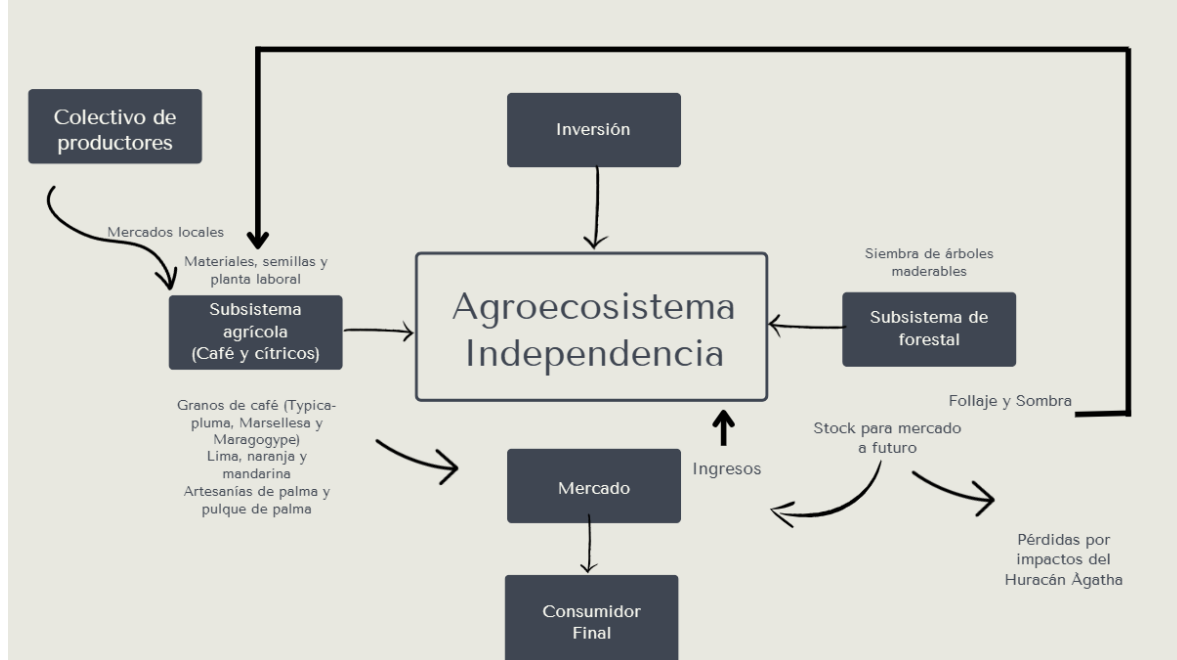 Colectivo de
productores
Inversión
Mercados locales
Materiales, semillas y
planta laboral
Subsistema
agrícola
(Café y cítricos)
Agroecosistema
Independencia
Siembra de árboles
maderables
Subsistema de
forestal
Granos de café (Typica-
pluma, Marsellesa y
Maragogype)
Lima, naranja y
mandarina
Artesanías de palma y
pulque de palma
Mercado
Ingresos
Follaje y Sombra
Stock para mercado
a futuro
Pérdidas por
impactos del
Huracán Àgatha
Consumidor
Final